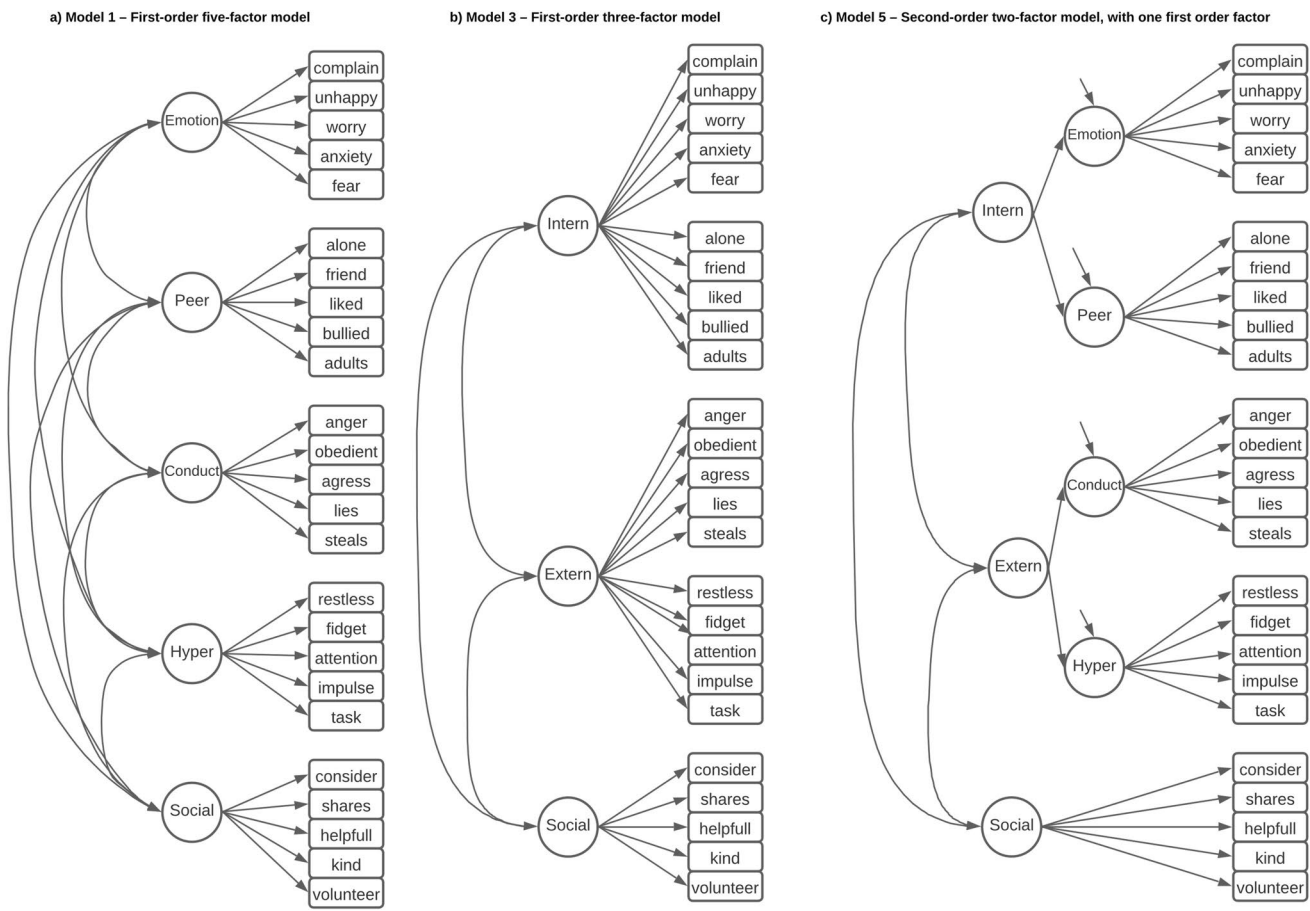 a) Model 1 – First-order five-factor model
Emotion
complain
unhappy
worry
anxiety
fear
Peer
alone
friend
liked
bullied
adults
Conduct
anger
obedient
agress
lies
steals
Hyper
restless
fidget
attention
impulse
task
Social
consider
shares
helpfull
kind
volunteer
b) Model 3 – First-order three-factor model
Intern
complain
unhappy
worry
anxiety
fear
alone
friend
liked
bullied
adults
Extern
anger
obedient
agress
lies
steals
restless
fidget
attention
impulse
task
Social
consider
shares
helpfull
kind
volunteer
c) Model 5 – Second-order two-factor model, with one first order factor
Intern
Emotion
complain
unhappy
worry
anxiety
fear
Peer
alone
friend
liked
bullied
adults
Extern
Conduct
anger
obedient
agress
lies
steals
Hyper
restless
fidget
attention
impulse
task
Social
consider
shares
helpfull
kind
volunteer